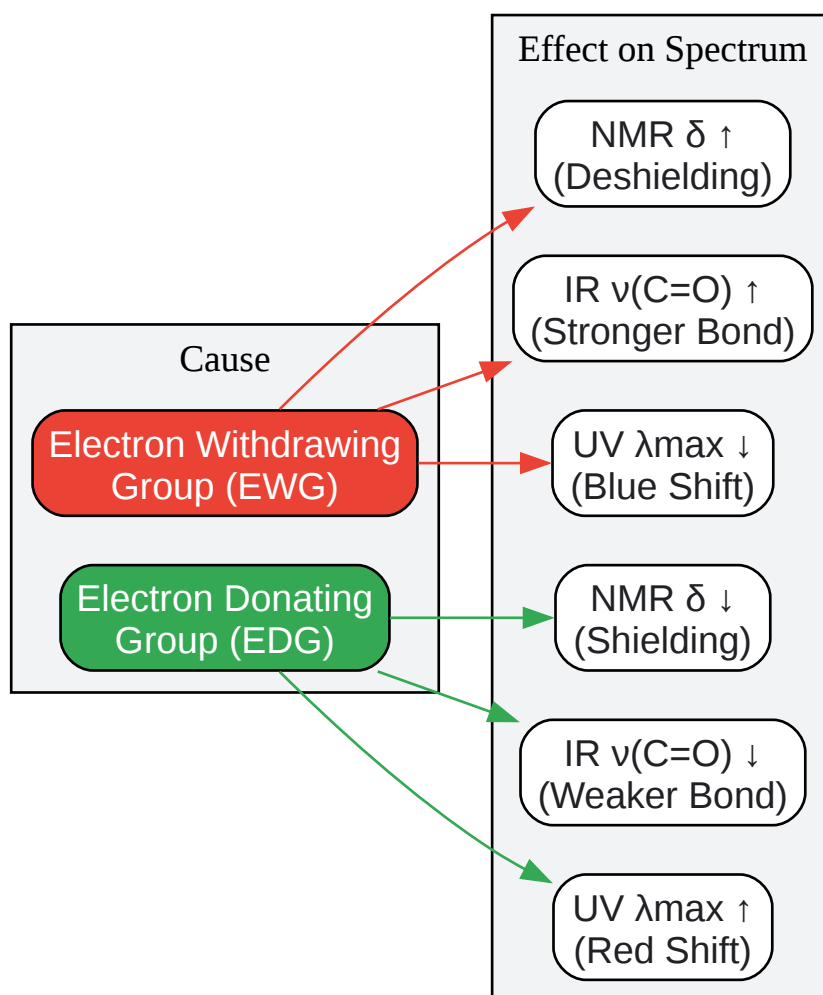 Effect on Spectrum
NMR δ ↑
(Deshielding)
IR ν(C=O) ↑
(Stronger Bond)
Cause
Electron Withdrawing
Group (EWG)
UV λmax ↓
(Blue Shift)
Electron Donating
Group (EDG)
NMR δ ↓
(Shielding)
IR ν(C=O) ↓
(Weaker Bond)
UV λmax ↑
(Red Shift)